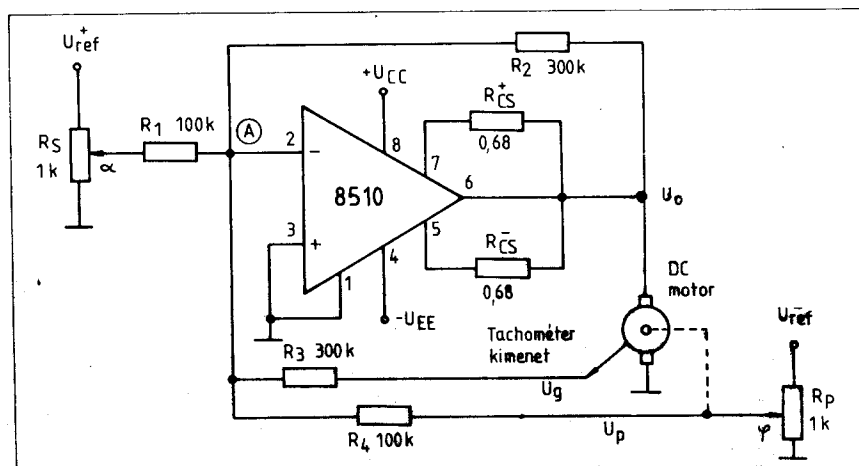 U⁺ref
R2 300k
+UCC
R⁺CS
0,68
R1 100k
A
RS
1k
α
2
−
8
7
8510
6
U0
3
+
5
1
4
R⁻CS
0,68
DC
motor
−UEE
Tachométer
kimenet
U⁻ref
R3 300k
Ug
RP
1k
R4 100k
Up
φ